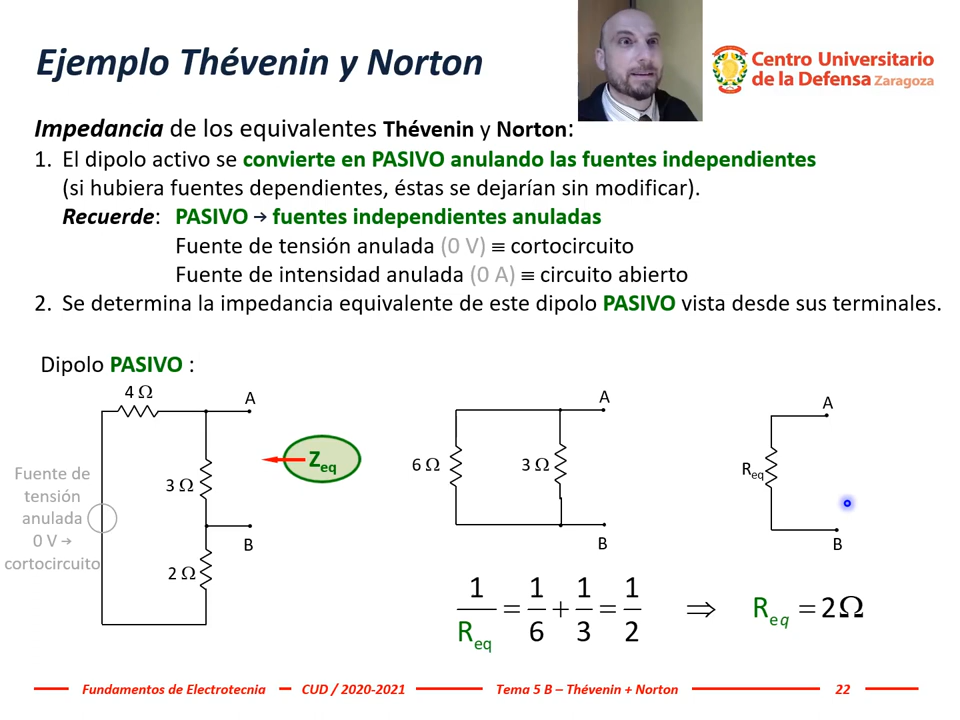 Ejemplo Thévenin y Norton
Centro Universitario
de la Defensa Zaragoza
Impedancia de los equivalentes Thévenin y Norton:
1. El dipolo activo se convierte en PASIVO anulando las fuentes independientes
(si hubiera fuentes dependientes, éstas se dejarían sin modificar).
Recuerde: PASIVO → fuentes independientes anuladas
Fuente de tensión anulada (0 V) ≡ cortocircuito
Fuente de intensidad anulada (0 A) ≡ circuito abierto
2. Se determina la impedancia equivalente de este dipolo PASIVO vista desde sus terminales.
Dipolo PASIVO :
4 Ω
A
Zeq
3 Ω
B
2 Ω
Fuente de
tensión
anulada
0 V →
cortocircuito
A
6 Ω
3 Ω
B
A
Req
B
1/Req = 1/6 + 1/3 = 1/2 ⇒ Req = 2Ω
Fundamentos de Electrotecnia
CUD / 2020-2021
Tema 5 B – Thévenin + Norton
22